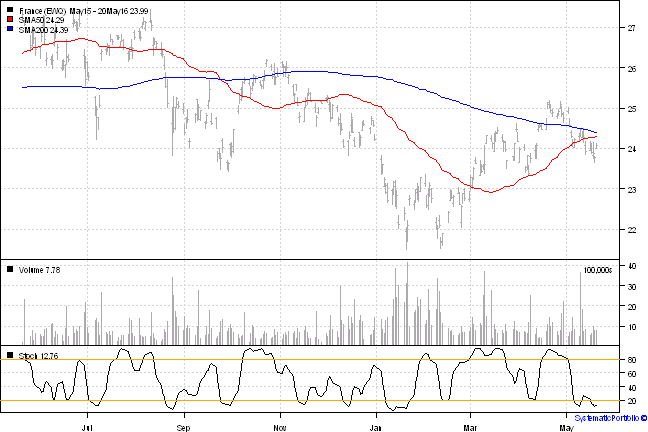 France (EWQ) May15 - 20May16 23.99
SMA50 24.29
SMA200 24.39
27
26
25
24
23
22
Volume 7.78
100,000s
40
30
20
10
Stoch 12.76
80
60
40
20
Jul Sep Nov Jan Mar May
SystematicPortfolio ©